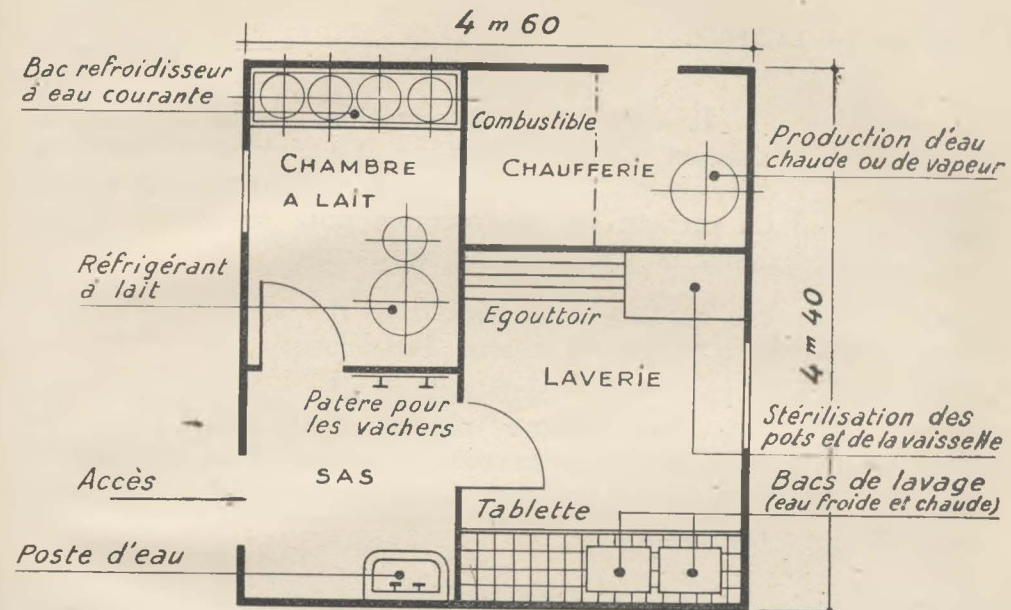 4 m 60
Bac refroidisseur
à eau courante
Combustible
Production d'eau
chaude ou de vapeur
CHAMBRE
A LAIT
CHAUFFERIE
Réfrigérant
à lait
Egouttoir
4 m 40
LAVERIE
Patère pour
les vachers
Stérilisation des
pots et de la vaisselle
SAS
Accès
Bacs de lavage
(eau froide et chaude)
Tablette
Poste d'eau